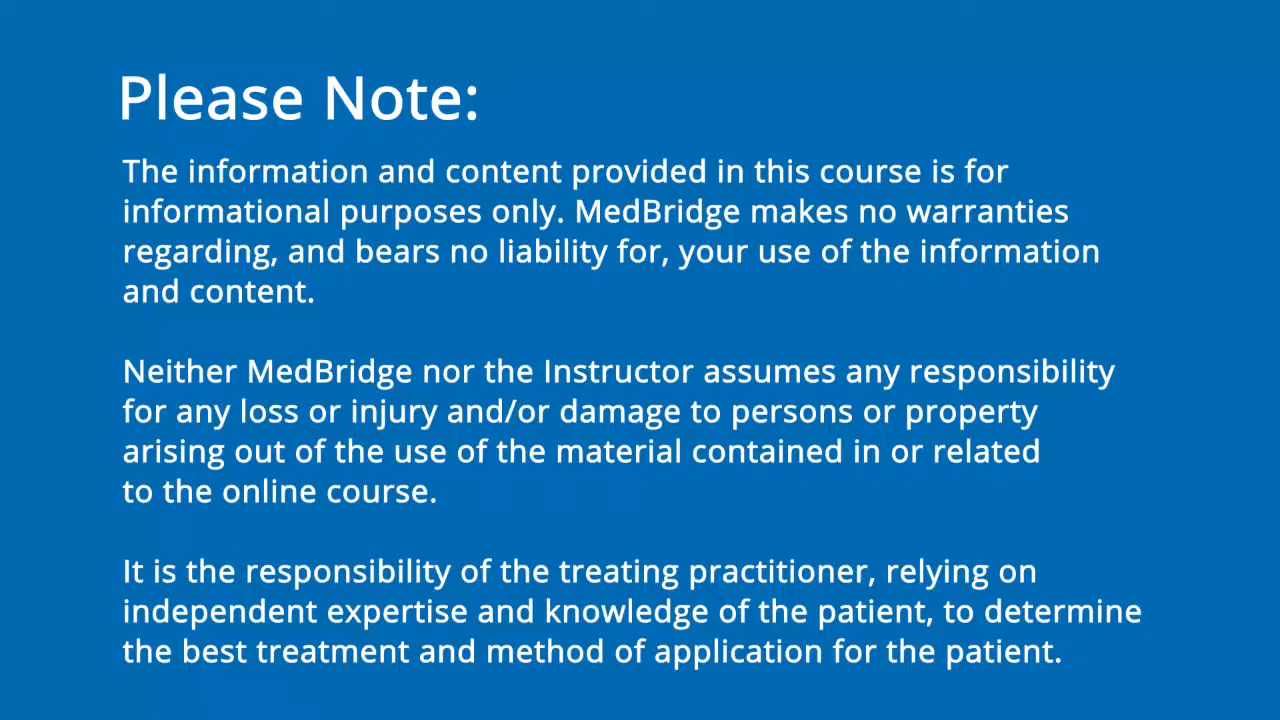 Please Note:
The information and content provided in this course is for
informational purposes only. MedBridge makes no warranties
regarding, and bears no liability for, your use of the information
and content.
Neither MedBridge nor the Instructor assumes any responsibility
for any loss or injury and/or damage to persons or property
arising out of the use of the material contained in or related
to the online course.
It is the responsibility of the treating practitioner, relying on
independent expertise and knowledge of the patient, to determine
the best treatment and method of application for the patient.